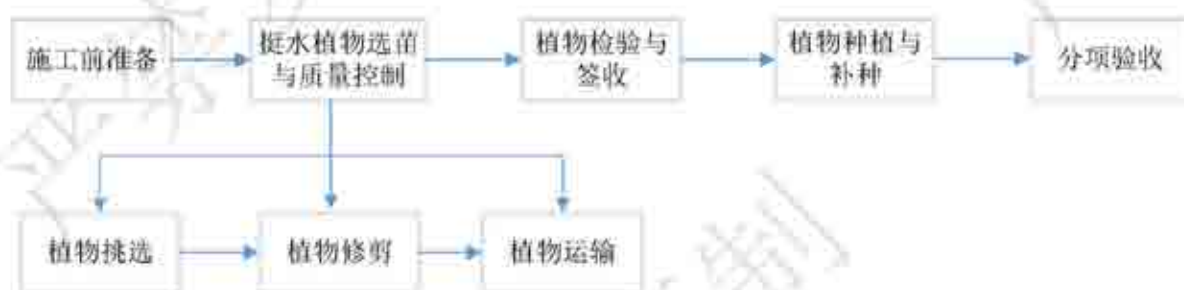 施工前准备
挺水植物选苗
与质量控制
植物检验与
签收
植物种植与
补种
分项验收
植物挑选
植物修剪
植物运输